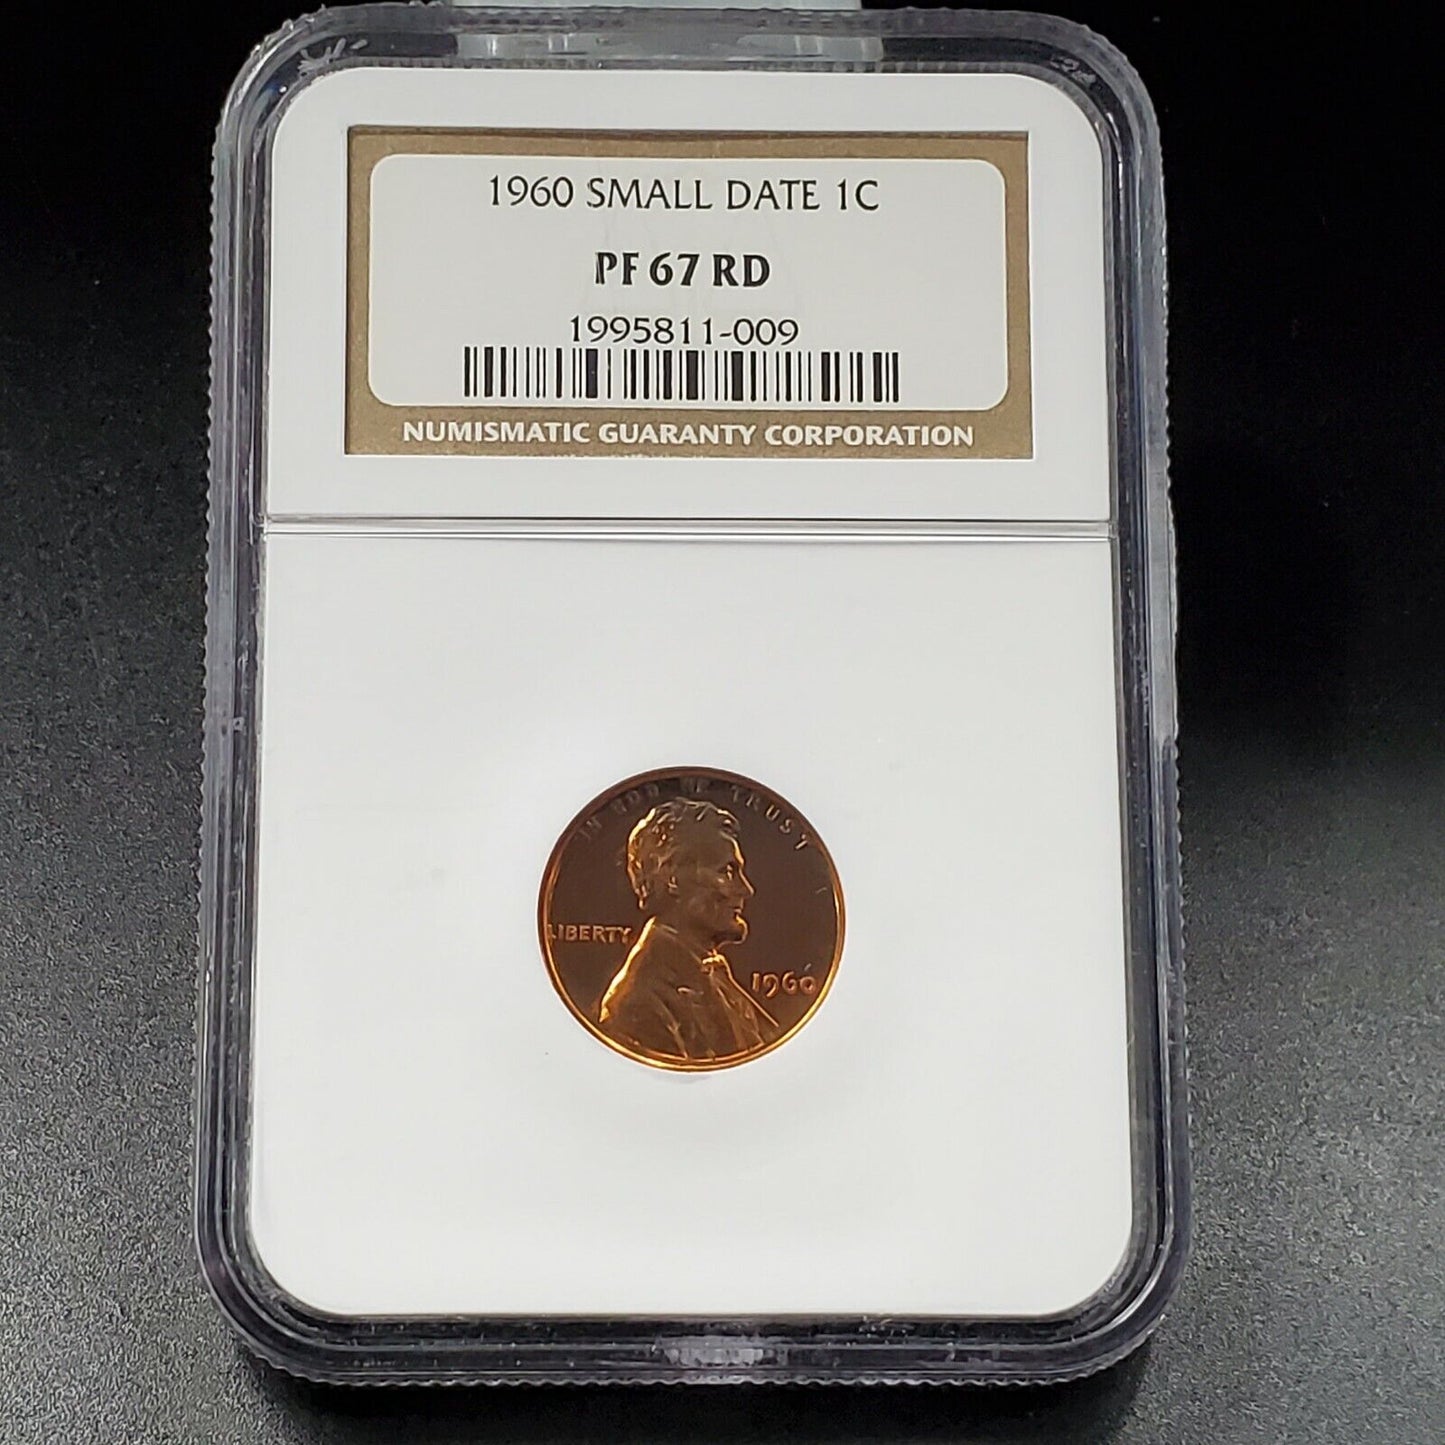 1960 SMALL DATE 1C
PF 67 RD
1995811-009
NUMISMATIC GUARANTY CORPORATION
IN GOD WE TRUST
LIBERTY
1960